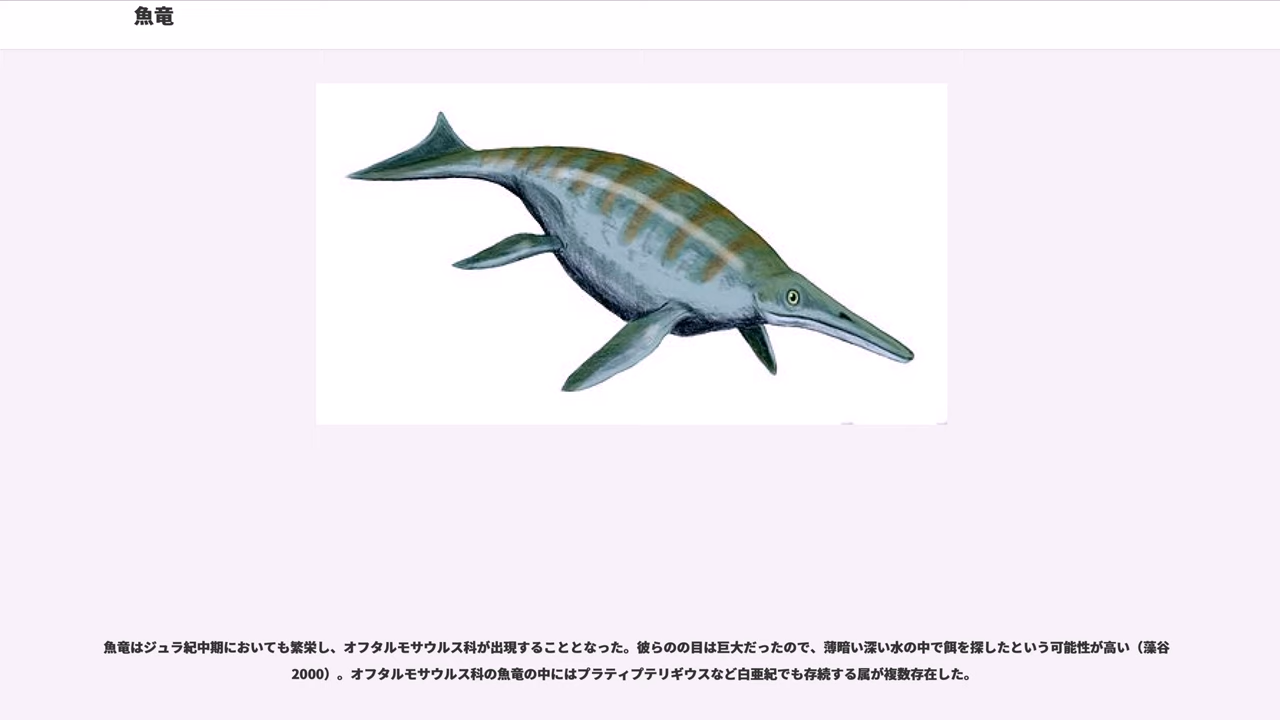 魚竜
魚竜はジュラ紀中期においても繁栄し、オフタルモサウルス科が出現することとなった。彼らのの目は巨大だったので、薄暗い深い水の中で餌を探したという可能性が高い（藻谷
2000）。オフタルモサウルス科の魚竜の中にはプラティプテリギウスなど白亜紀でも存続する属が複数存在した。